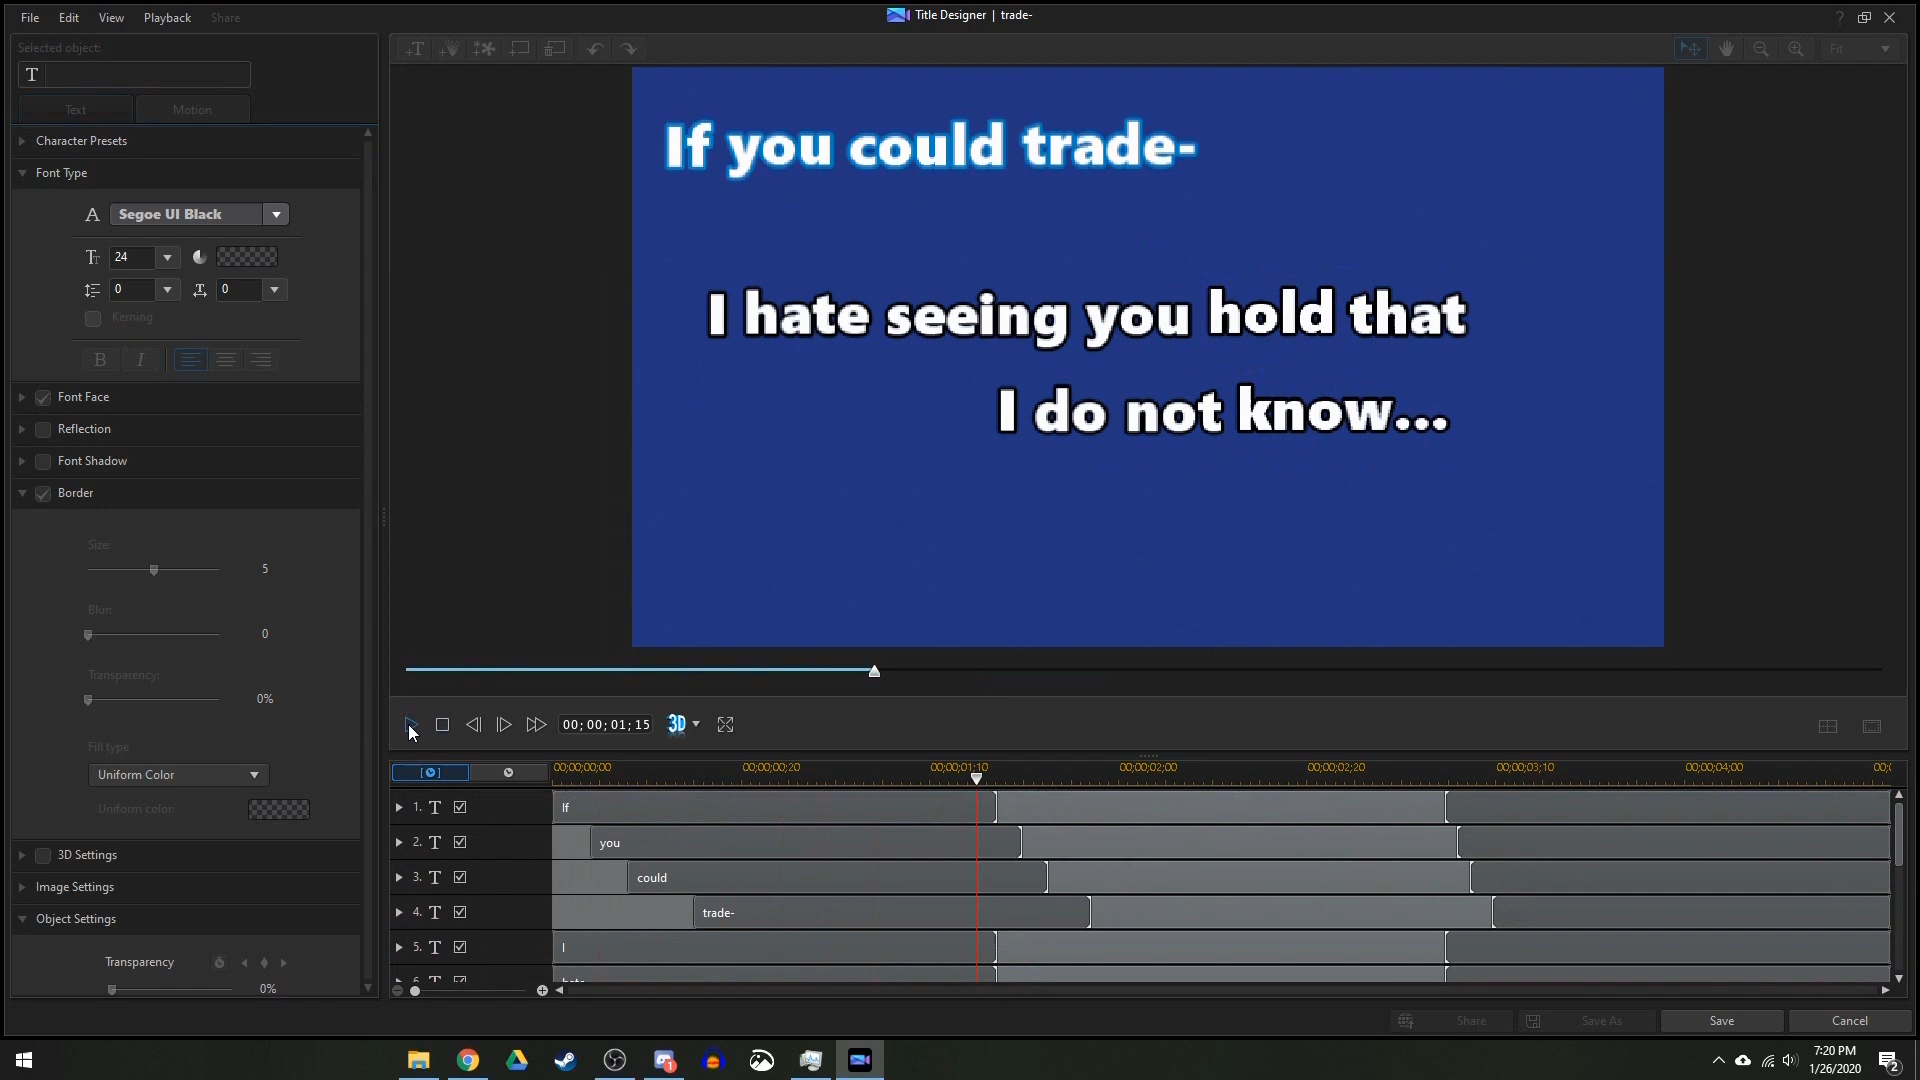 File Edit View Playback Share
Title Designer | trade-
?
Selected object:
T
+T
Fit
Text Motion
Character Presets
Font Type
A Segoe UI Black
24
0 0
Kerning
B I
Font Face
Reflection
Font Shadow
Border
Size:
5
Blur:
0
Transparency:
0%
Fill type
Uniform Color
Uniform color:
3D Settings
Image Settings
Object Settings
Transparency
0%
If you could trade-
I hate seeing you hold that
I do not know...
00;00;01;15 3D
00;00;00;00 00;00;00;20 00;00;01;10 00;00;02;00 00;00;02;20 00;00;03;10 00;00;04;00
1. T If
2. T you
3. T could
4. T trade-
5. T I
6. T hate
Share Save As Save Cancel
7:20 PM
1/26/2020
1
2